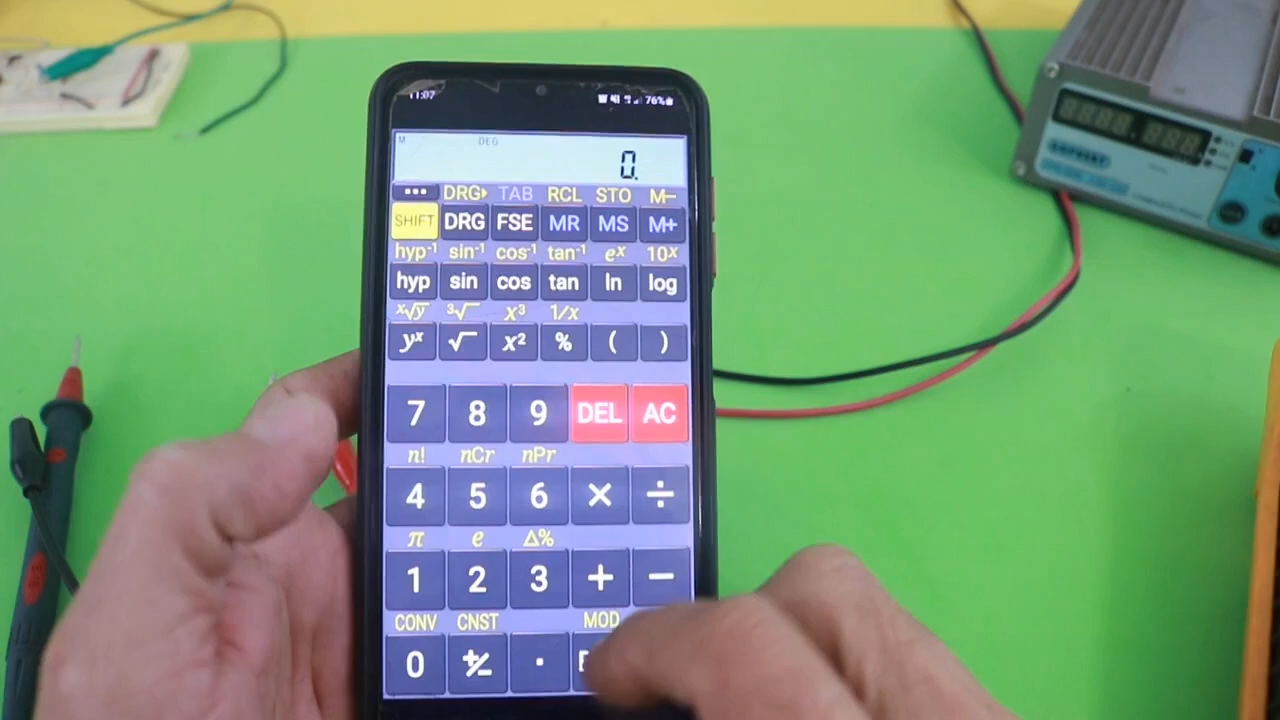 11:07 76%
M DEG
0.
••• DRG▸ TAB RCL STO M−
SHIFT DRG FSE MR MS M+
hyp⁻¹ sin⁻¹ cos⁻¹ tan⁻¹ eˣ 10ˣ
hyp sin cos tan ln log
ˣ√y ³√ x³ 1/x
yˣ √ x² % ( )
7 8 9 DEL AC
n! nCr nPr
4 5 6 × ÷
π e Δ%
1 2 3 + −
CONV CNST MOD
0 +/− ·